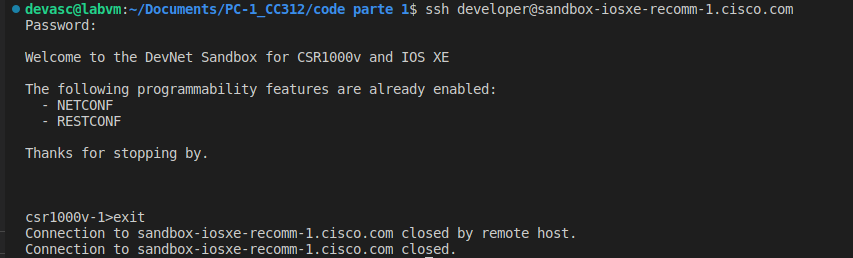 devasc@labvm:~/Documents/PC-1_CC312/code parte 1$ ssh developer@sandbox-iosxe-recomm-1.cisco.com
Password:
Welcome to the DevNet Sandbox for CSR1000v and IOS XE
The following programmability features are already enabled:
  - NETCONF
  - RESTCONF
Thanks for stopping by.
csr1000v-1>exit
Connection to sandbox-iosxe-recomm-1.cisco.com closed by remote host.
Connection to sandbox-iosxe-recomm-1.cisco.com closed.